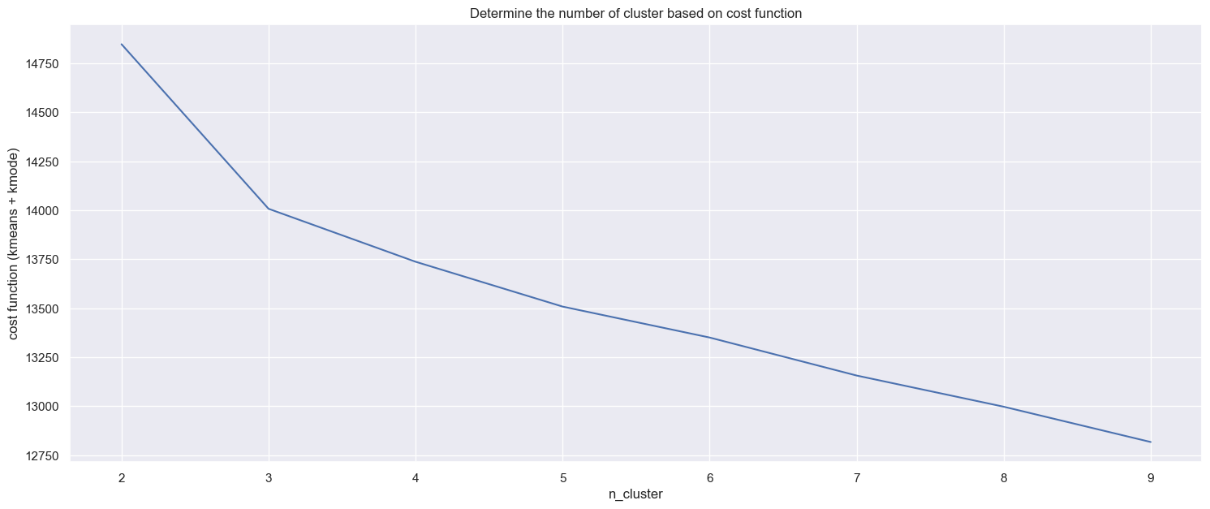 Determine the number of cluster based on cost function
cost function (kmeans + kmode)
14750
14500
14250
14000
13750
13500
13250
13000
12750
2 3 4 5 6 7 8 9
n_cluster